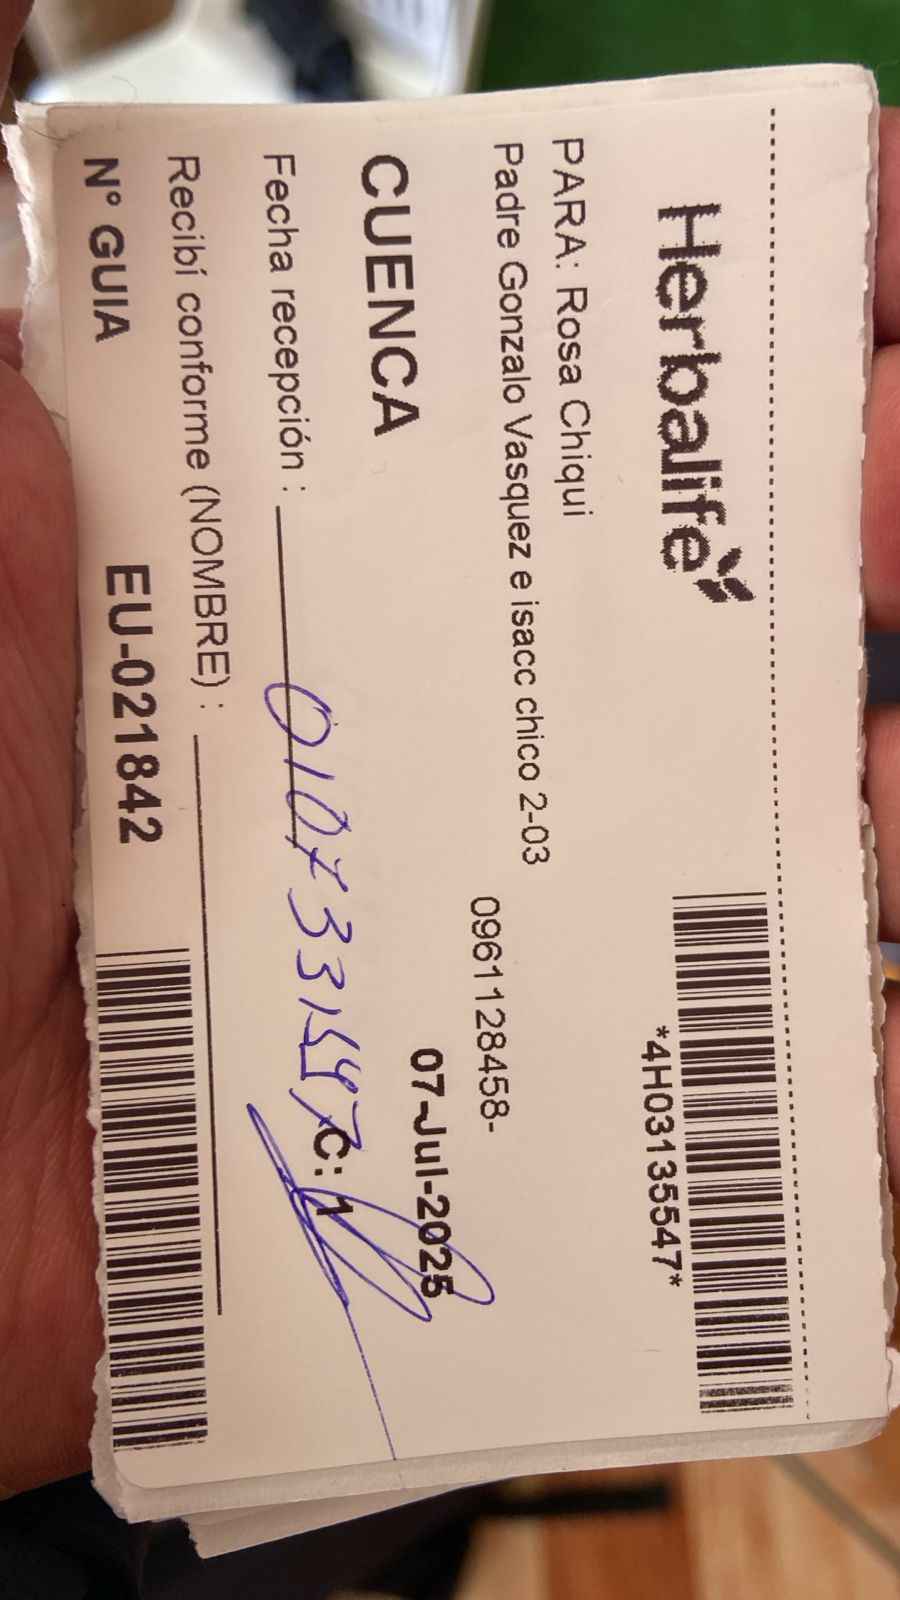 Herbalife
*4H0313547*
PARA: Rosa Chiqui
Padre Gonzalo Vasquez e isacc chico 2-03
0961128458-
CUENCA
07-Jul-2025
Fecha recepción :
C: 1
Recibí conforme (NOMBRE) :
N° GUIA EU-021842